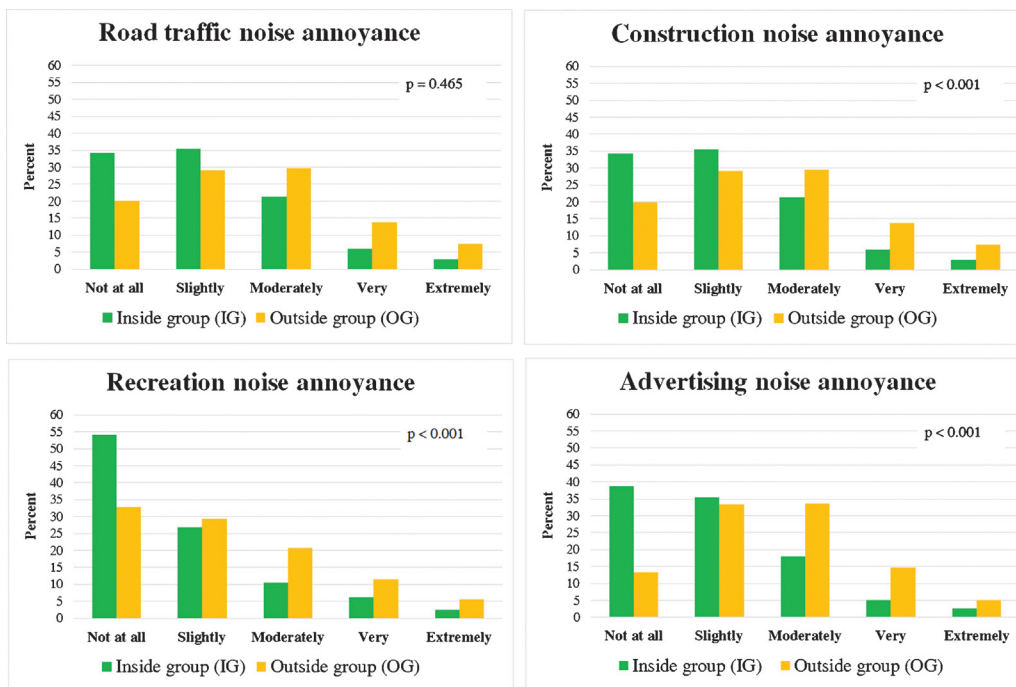 Road traffic noise annoyance
p = 0.465
Percent
60
55
50
45
40
35
30
25
20
15
10
5
0
Not at all Slightly Moderately Very Extremely
Inside group (IG) Outside group (OG)
Construction noise annoyance
p < 0.001
Percent
60
55
50
45
40
35
30
25
20
15
10
5
0
Not at all Slightly Moderately Very Extremely
Inside group (IG) Outside group (OG)
Recreation noise annoyance
p < 0.001
Percent
60
55
50
45
40
35
30
25
20
15
10
5
0
Not at all Slightly Moderately Very Extremely
Inside group (IG) Outside group (OG)
Advertising noise annoyance
p < 0.001
Percent
60
55
50
45
40
35
30
25
20
15
10
5
0
Not at all Slightly Moderately Very Extremely
Inside group (IG) Outside group (OG)